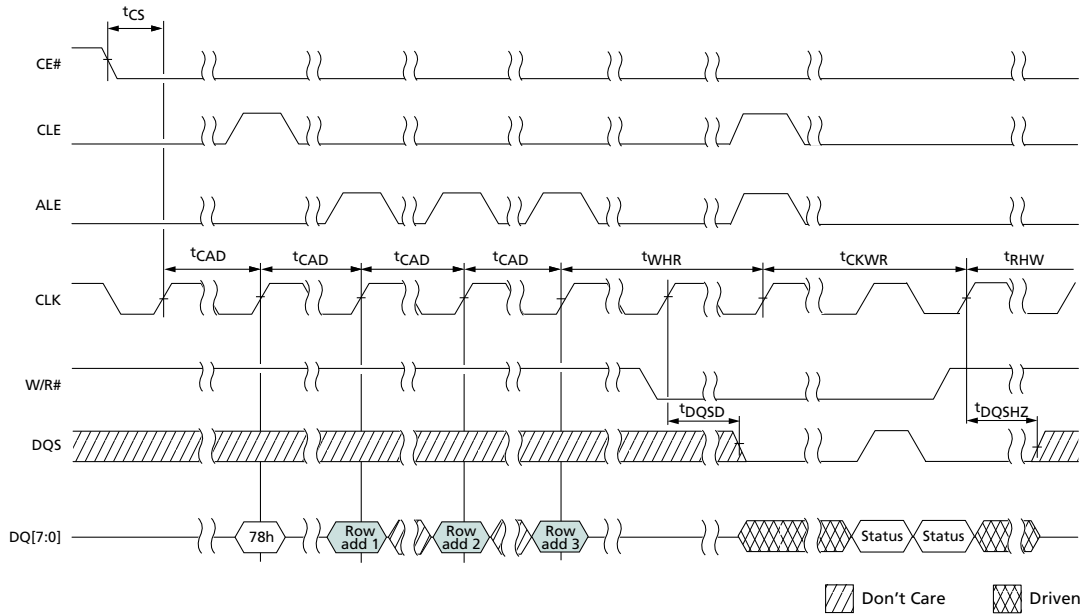 tCS
CE#
CLE
ALE
tCAD tCAD tCAD tCAD tWHR tCKWR tRHW
CLK
W/R#
tDQSD tDQSHZ
DQS
DQ[7:0] 78h Row add 1 Row add 2 Row add 3 Status Status
Don't Care Driven